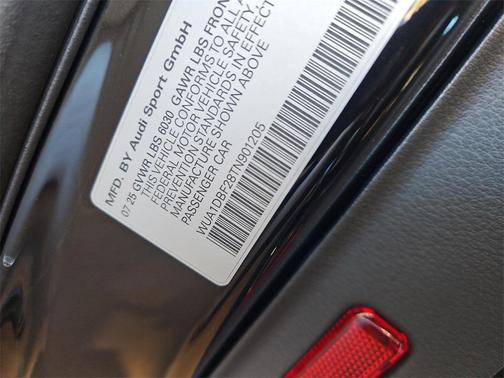 MFD. BY Audi Sport GmbH
07 25 GVWR LBS 6030 GAWR LBS FRON
THIS VEHICLE CONFORMS TO ALL
FEDERAL MOTOR VEHICLE SAFETY
PREVENTION STANDARDS IN EFFECT
MANUFACTURE SHOWN ABOVE
PASSENGER CAR
WUA1DBF28TN901205